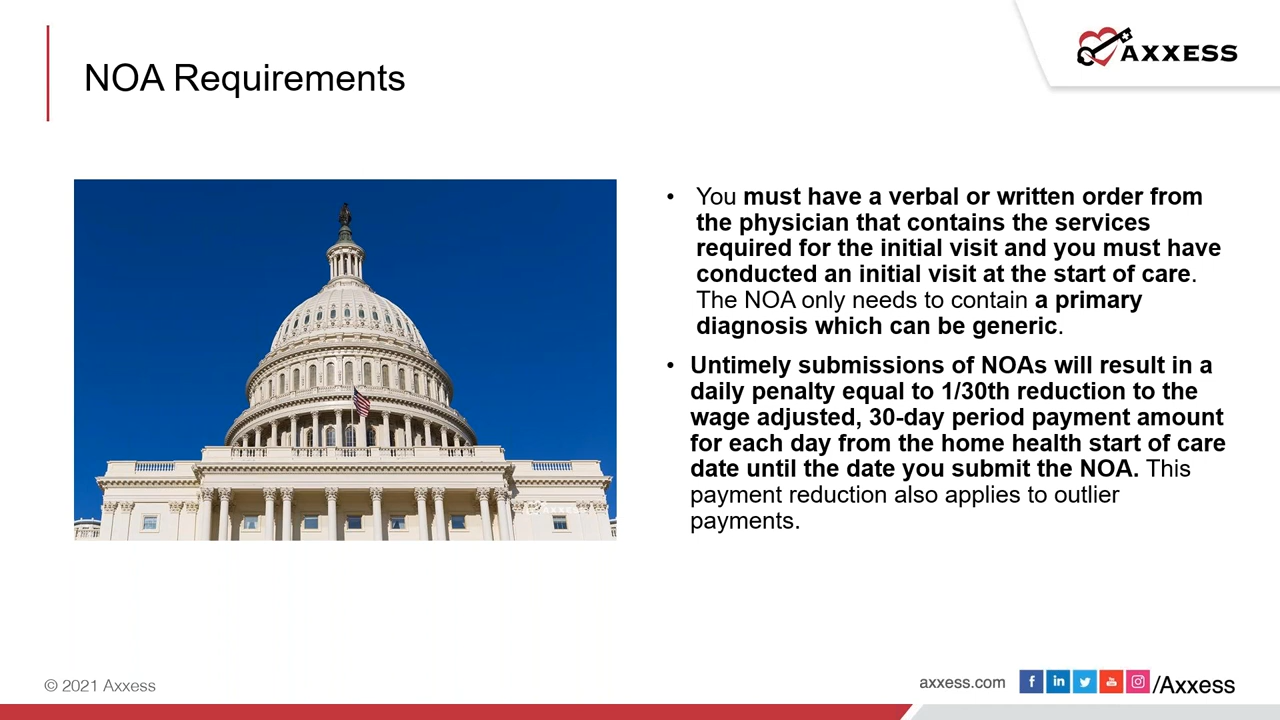 NOA Requirements
AXXESS
• You must have a verbal or written order from
the physician that contains the services
required for the initial visit and you must have
conducted an initial visit at the start of care.
The NOA only needs to contain a primary
diagnosis which can be generic.
• Untimely submissions of NOAs will result in a
daily penalty equal to 1/30th reduction to the
wage adjusted, 30-day period payment amount
for each day from the home health start of care
date until the date you submit the NOA. This
payment reduction also applies to outlier
payments.
AXXESS
© 2021 Axxess
axxess.com f in You Tube /Axxess